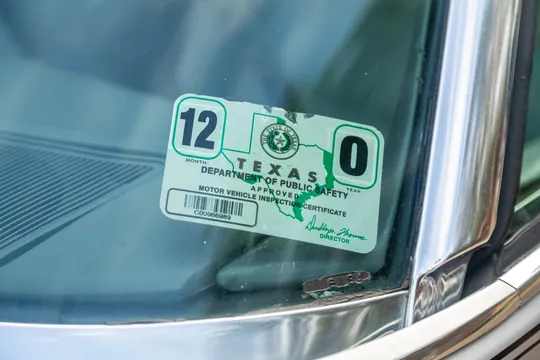 12
MONTH
0
YEAR
TEXAS
DEPARTMENT OF PUBLIC SAFETY
APPROVED
MOTOR VEHICLE INSPECTION CERTIFICATE
C00966989
DIRECTOR